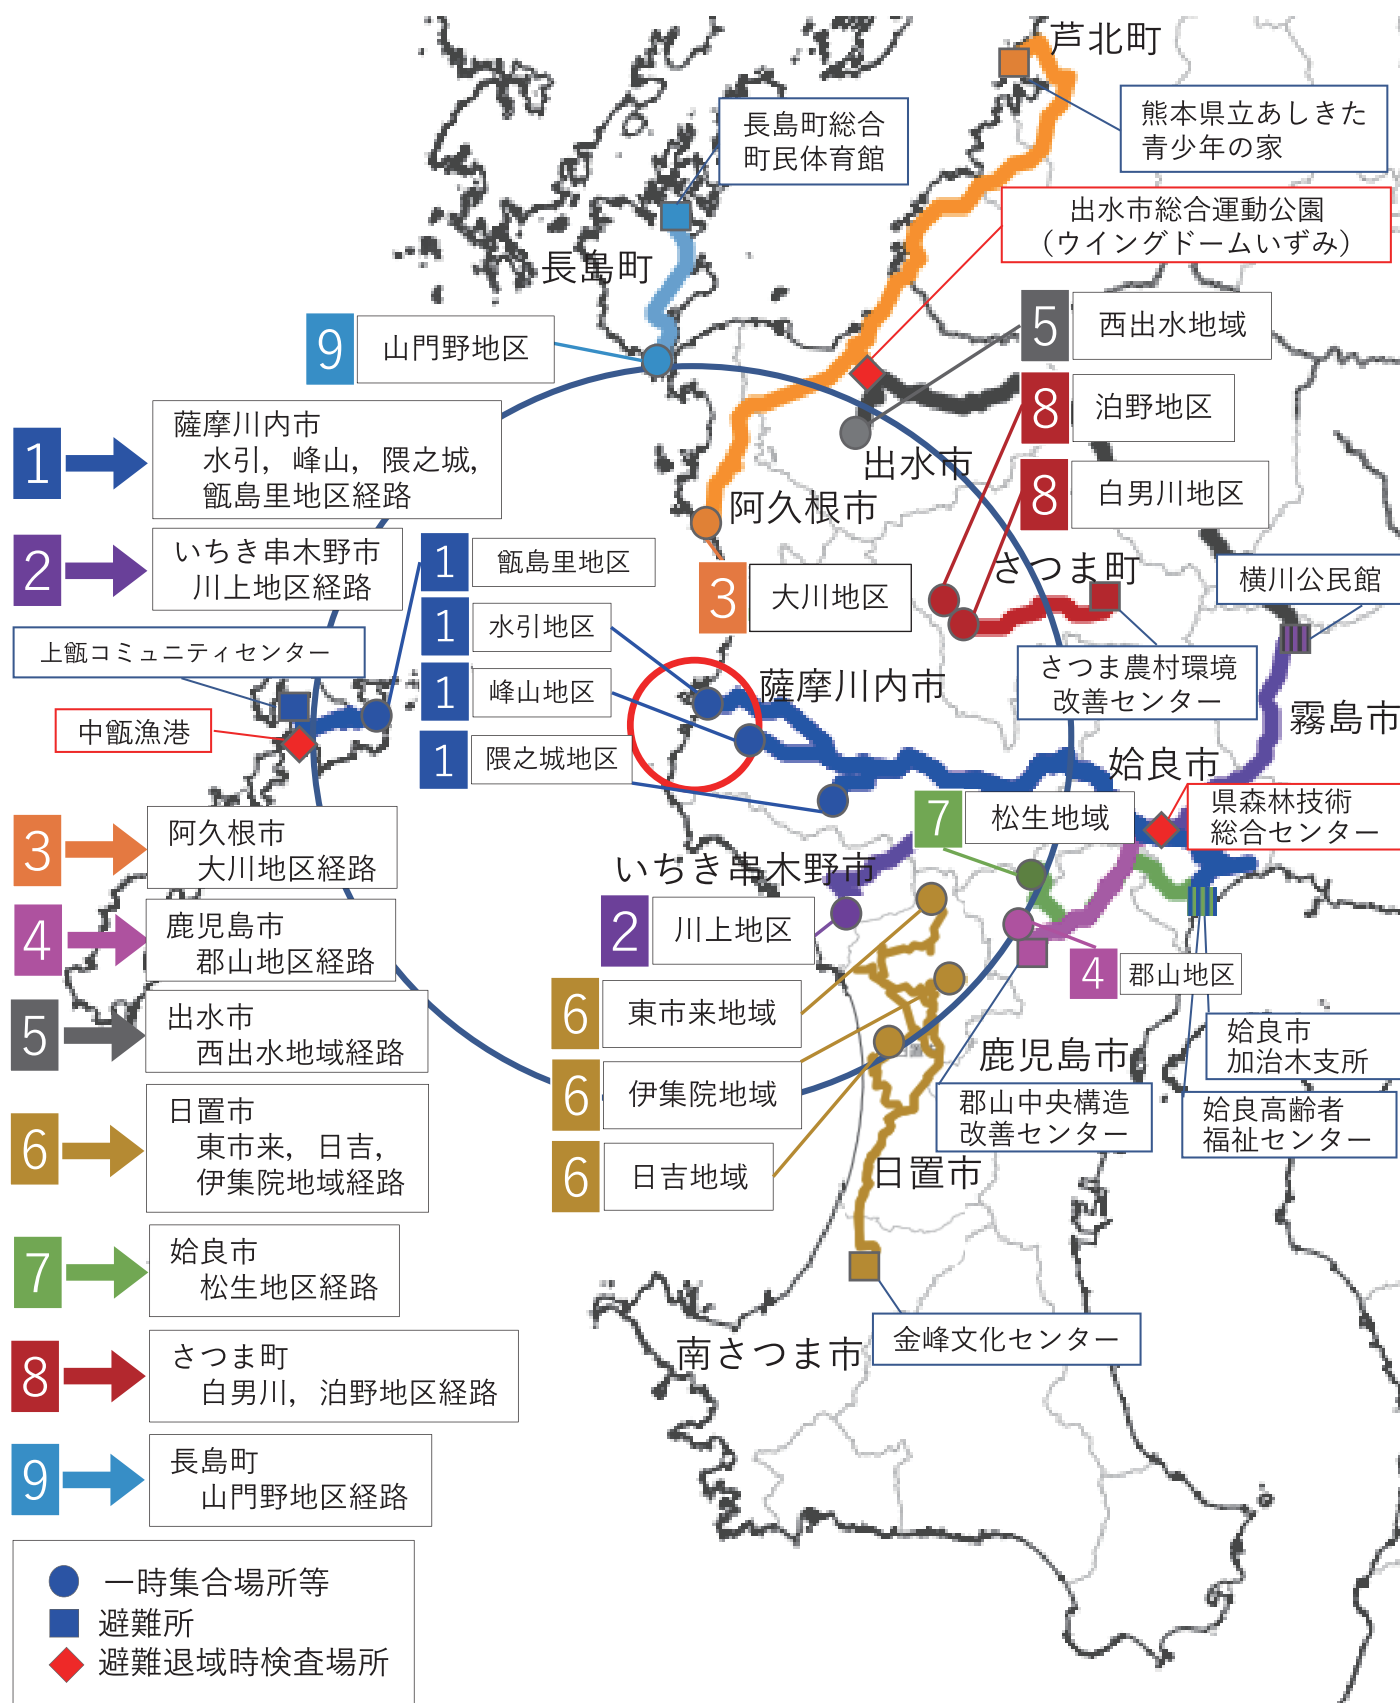 芦北町
熊本県立あしきた
青少年の家
長島町総合
町民体育館
出水市総合運動公園
（ウイングドームいずみ）
長島町
5
西出水地域
9
山門野地区
8
泊野地区
1
薩摩川内市
水引，峰山，隈之城，
甑島里地区経路
出水市
8
白男川地区
阿久根市
2
いちき串木野市
川上地区経路
1
甑島里地区
さつま町
横川公民館
3
大川地区
1
水引地区
上甑コミュニティセンター
さつま農村環境
改善センター
1
峰山地区
薩摩川内市
霧島市
中甑漁港
1
隈之城地区
姶良市
7
松生地域
県森林技術
総合センター
3
阿久根市
大川地区経路
いちき串木野市
2
川上地区
4
鹿児島市
郡山地区経路
4
郡山地区
6
東市来地域
5
出水市
西出水地域経路
姶良市
加治木支所
鹿児島市
6
伊集院地域
郡山中央構造
改善センター
姶良高齢者
福祉センター
6
日置市
東市来，日吉，
伊集院地域経路
6
日吉地域
日置市
7
姶良市
松生地区経路
金峰文化センター
南さつま市
8
さつま町
白男川，泊野地区経路
9
長島町
山門野地区経路
一時集合場所等
避難所
避難退域時検査場所